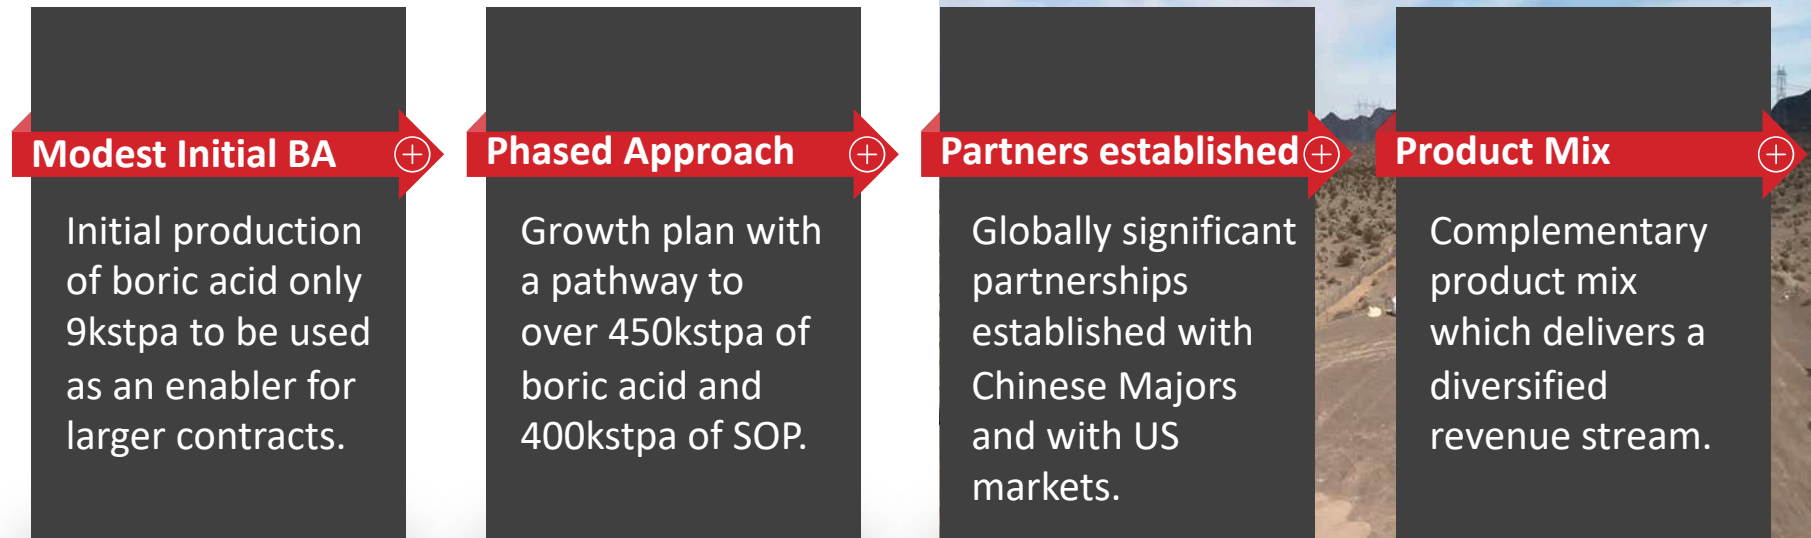 Modest Initial BA
Initial production
of boric acid only
9kstpa to be used
as an enabler for
larger contracts.
Phased Approach
Growth plan with
a pathway to
over 450kstpa of
boric acid and
400kstpa of SOP.
Partners established
Globally significant
partnerships
established with
Chinese Majors
and with US
markets.
Product Mix
Complementary
product mix
which delivers a
diversified
revenue stream.